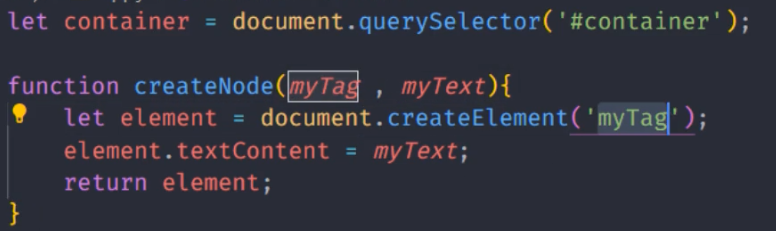 let container = document.querySelector('#container');
function createNode(myTag , myText){
    let element = document.createElement('myTag');
    element.textContent = myText;
    return element;
}